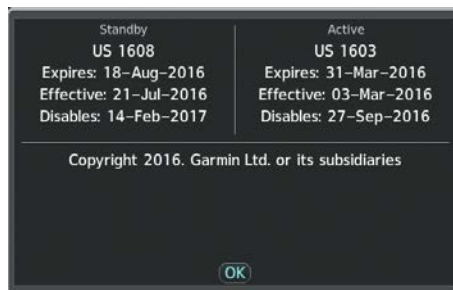 Standby
US 1608
Expires: 18-Aug-2016
Effective: 21-Jul-2016
Disables: 14-Feb-2017
Active
US 1603
Expires: 31-Mar-2016
Effective: 03-Mar-2016
Disables: 27-Sep-2016
Copyright 2016. Garmin Ltd. or its subsidiaries
OK